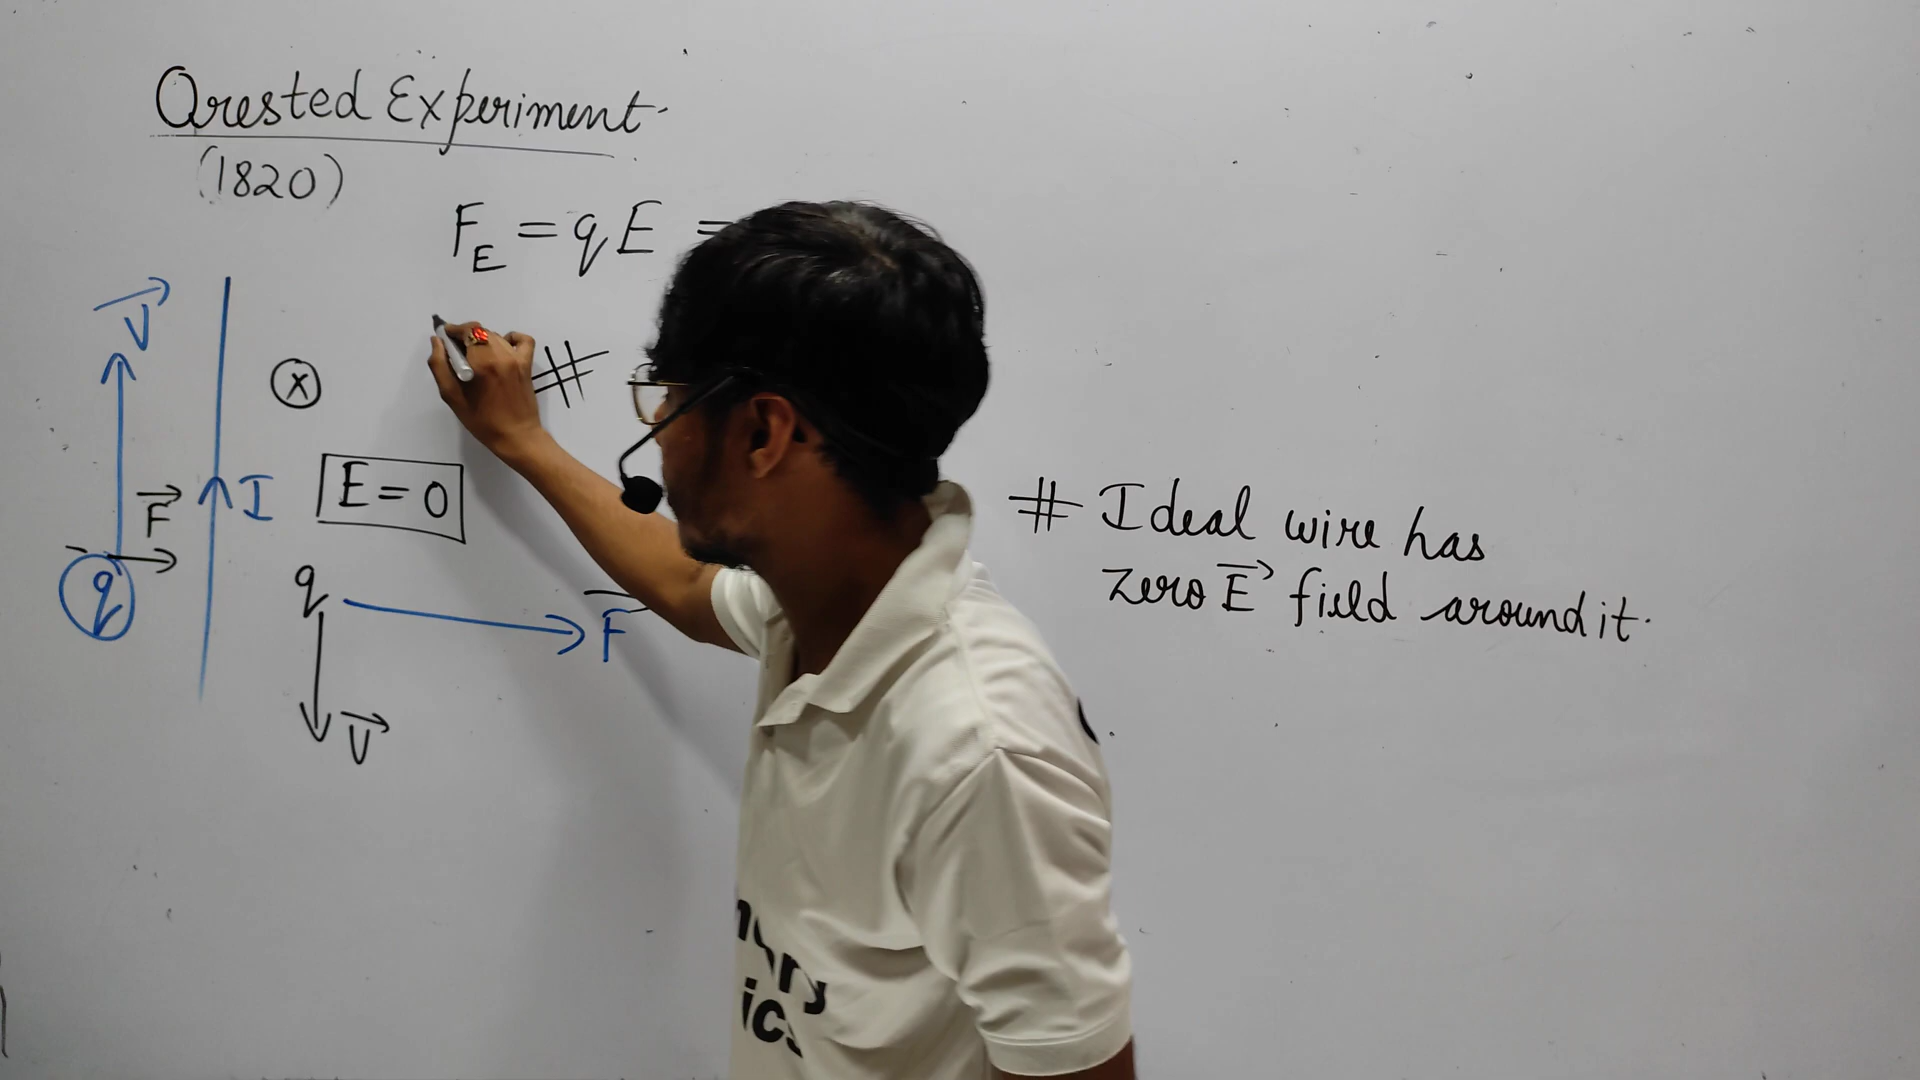 Orested Experiment
(1820)
F_E = qE =
V
#
I
F
E = 0
q
q
F
V
# Ideal wire has
zero E field around it.